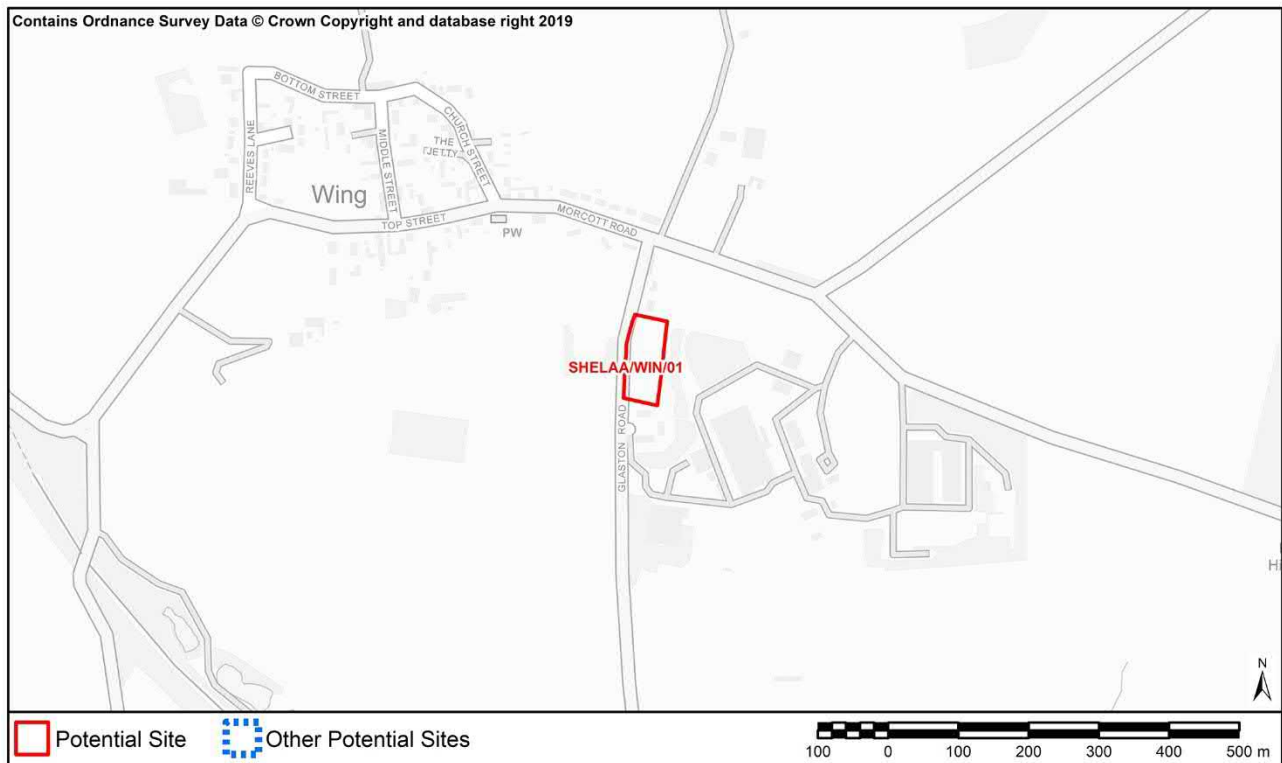 Contains Ordnance Survey Data © Crown Copyright and database right 2019
BOTTOM STREET
REEVES LANE
MIDDLE STREET
THE
JETTY
CHURCH STREET
Wing
TOP STREET
PW
MORCOTT ROAD
SHELAA/WIN/01
GLASTON ROAD
Hi
N
Potential Site
Other Potential Sites
100 0 100 200 300 400 500 m